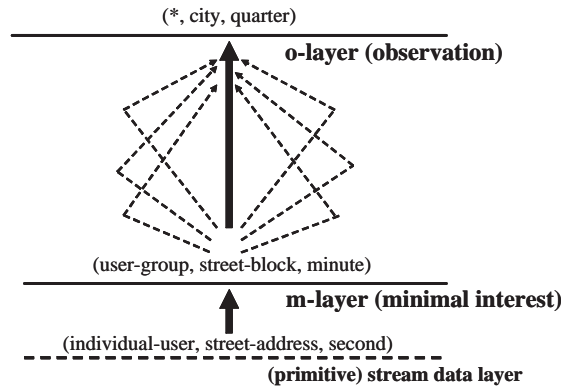 (*, city, quarter)
o-layer (observation)
(user-group, street-block, minute)
m-layer (minimal interest)
(individual-user, street-address, second)
(primitive) stream data layer